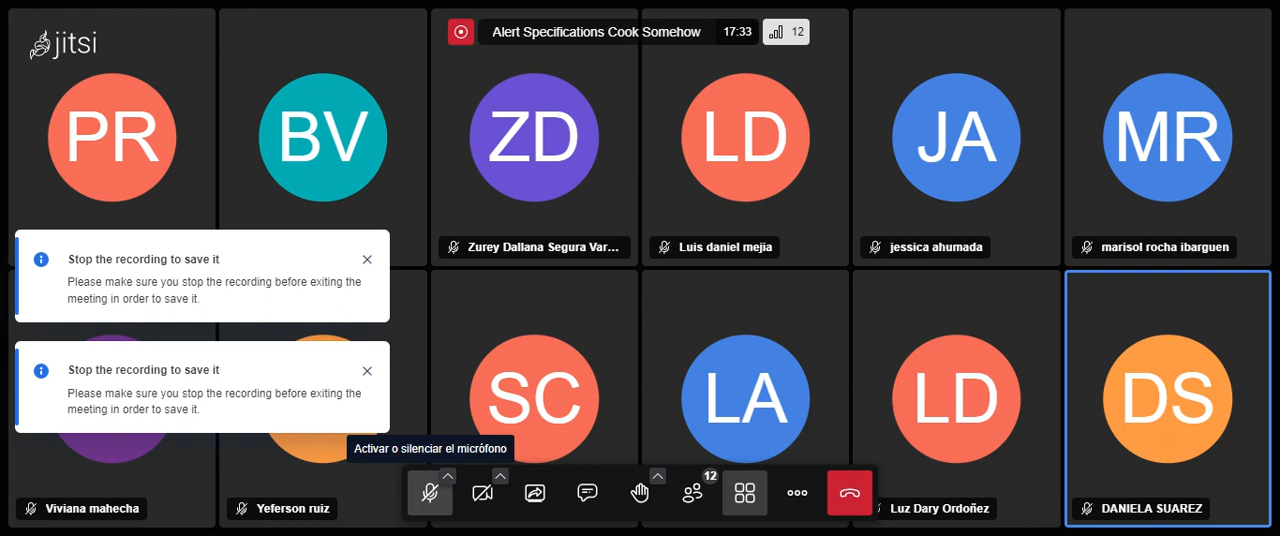 jitsi
Alert Specifications Cook Somehow 17:33 12
PR
BV
ZD
LD
JA
MR
Zurey Dallana Segura Var...
Luis daniel mejia
jessica ahumada
marisol rocha ibarguen
Stop the recording to save it
Please make sure you stop the recording before exiting the
meeting in order to save it.
Stop the recording to save it
Please make sure you stop the recording before exiting the
meeting in order to save it.
SC
LA
LD
DS
Activar o silenciar el micrófono
12
Viviana mahecha
Yeferson ruiz
Luz Dary Ordoñez
DANIELA SUAREZ